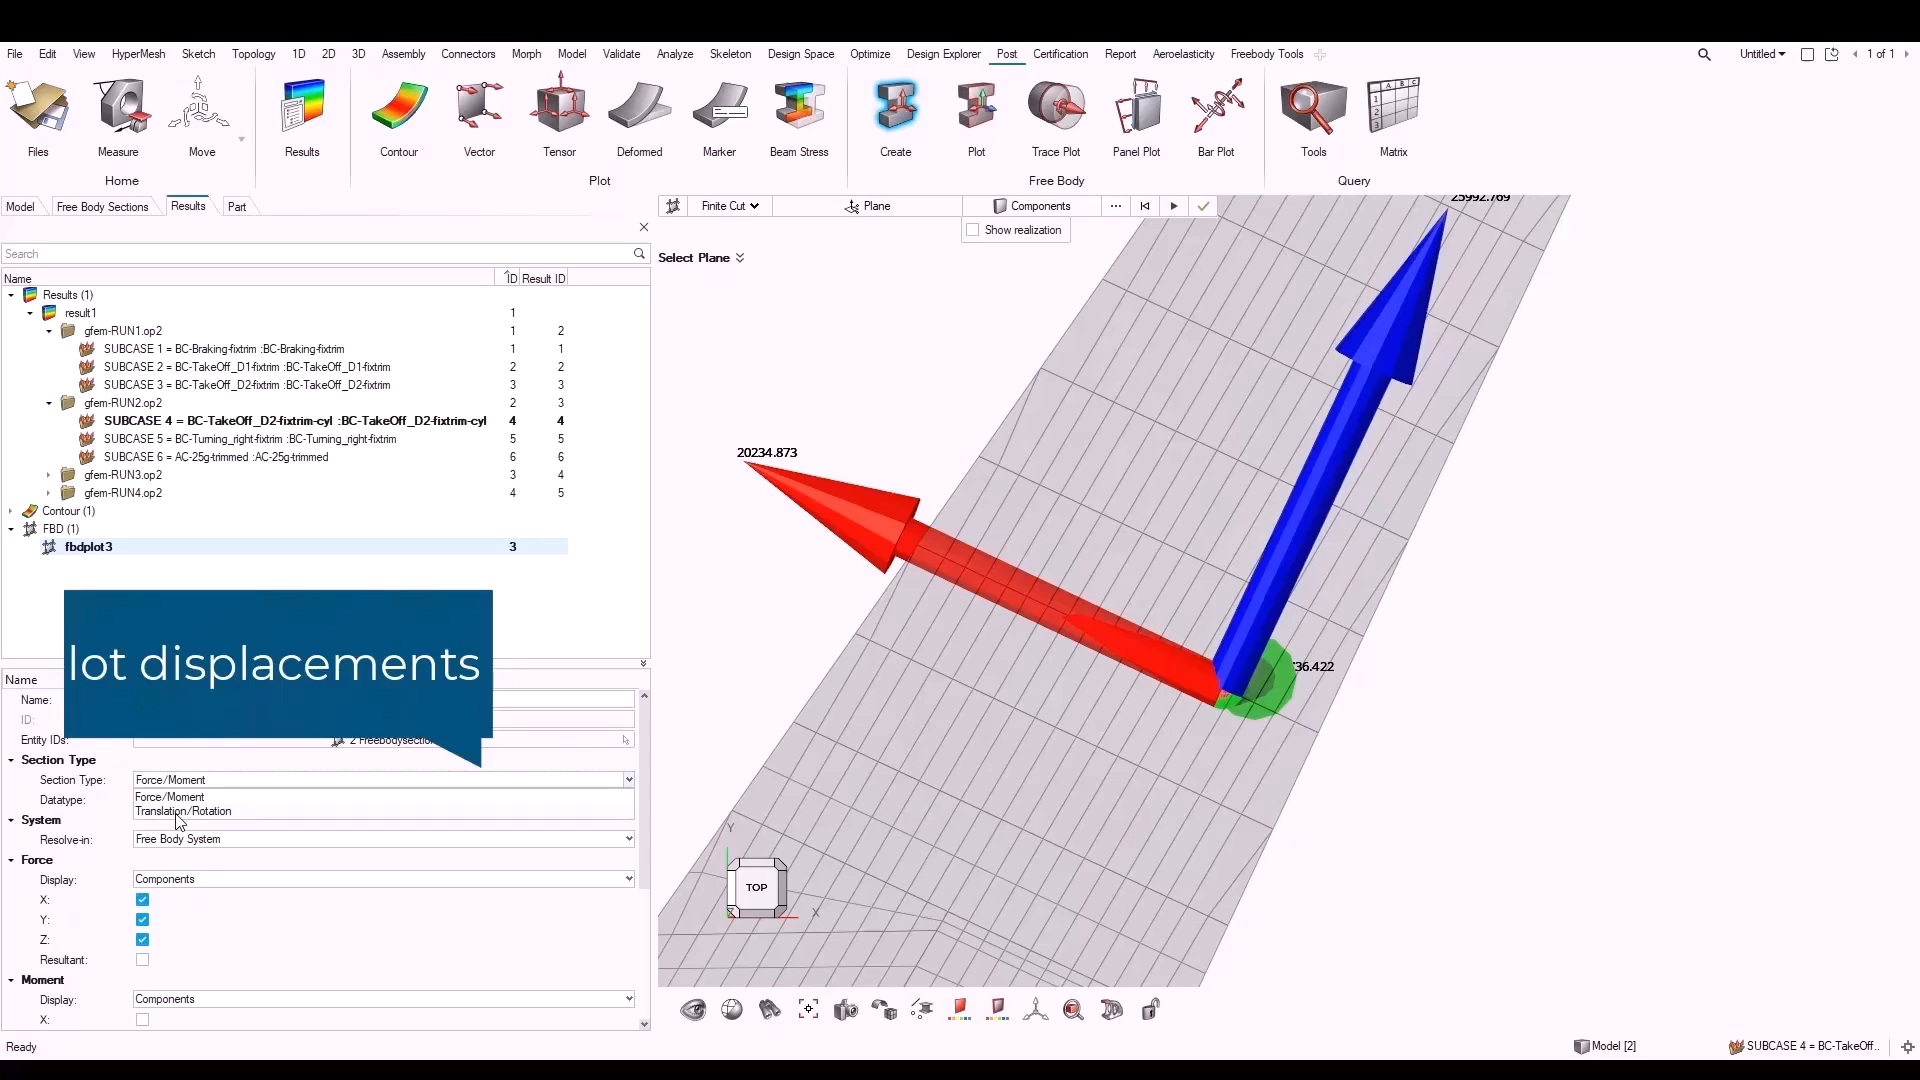 File Edit View HyperMesh Sketch Topology 1D 2D 3D Assembly Connectors Morph Model Validate Analyze Skeleton Design Space Optimize Design Explorer Post Certification Report Aeroelasticity Freebody Tools Untitled 1 of 1
Files Measure Move Results Contour Vector Tensor Deformed Marker Beam Stress Create Plot Trace Plot Panel Plot Bar Plot Tools Matrix
Home Plot Free Body Query
Model Free Body Sections Results Part
Finite Cut Plane Components ...
Show realization
Select Plane
Search
Name ID Result ID
Results (1)
result1 1
gfem-RUN1.op2 1 2
SUBCASE 1 = BC-Braking-fixtrim :BC-Braking-fixtrim 1 1
SUBCASE 2 = BC-TakeOff_D1-fixtrim :BC-TakeOff_D1-fixtrim 2 2
SUBCASE 3 = BC-TakeOff_D2-fixtrim :BC-TakeOff_D2-fixtrim 3 3
gfem-RUN2.op2 2 3
SUBCASE 4 = BC-TakeOff_D2-fixtrim-cyl :BC-TakeOff_D2-fixtrim-cyl 4 4
SUBCASE 5 = BC-Turning_right-fixtrim :BC-Turning_right-fixtrim 5 5
SUBCASE 6 = AC-25g-trimmed :AC-25g-trimmed 6 6
gfem-RUN3.op2 3 4
gfem-RUN4.op2 4 5
Contour (1)
FBD (1)
fbdplot3 3
25992.769
20234.873
36.422
lot displacements
Name
Name:
ID:
Entity IDs: 2 Freebodysection
Section Type
Section Type: Force/Moment
Force/Moment
Datatype:
Translation/Rotation
System
Resolve-in: Free Body System
Force
Display: Components
X:
Y:
Z:
Resultant:
Moment
Display: Components
X:
Y
TOP
Z
X
Ready Model [2] SUBCASE 4 = BC-TakeOff..